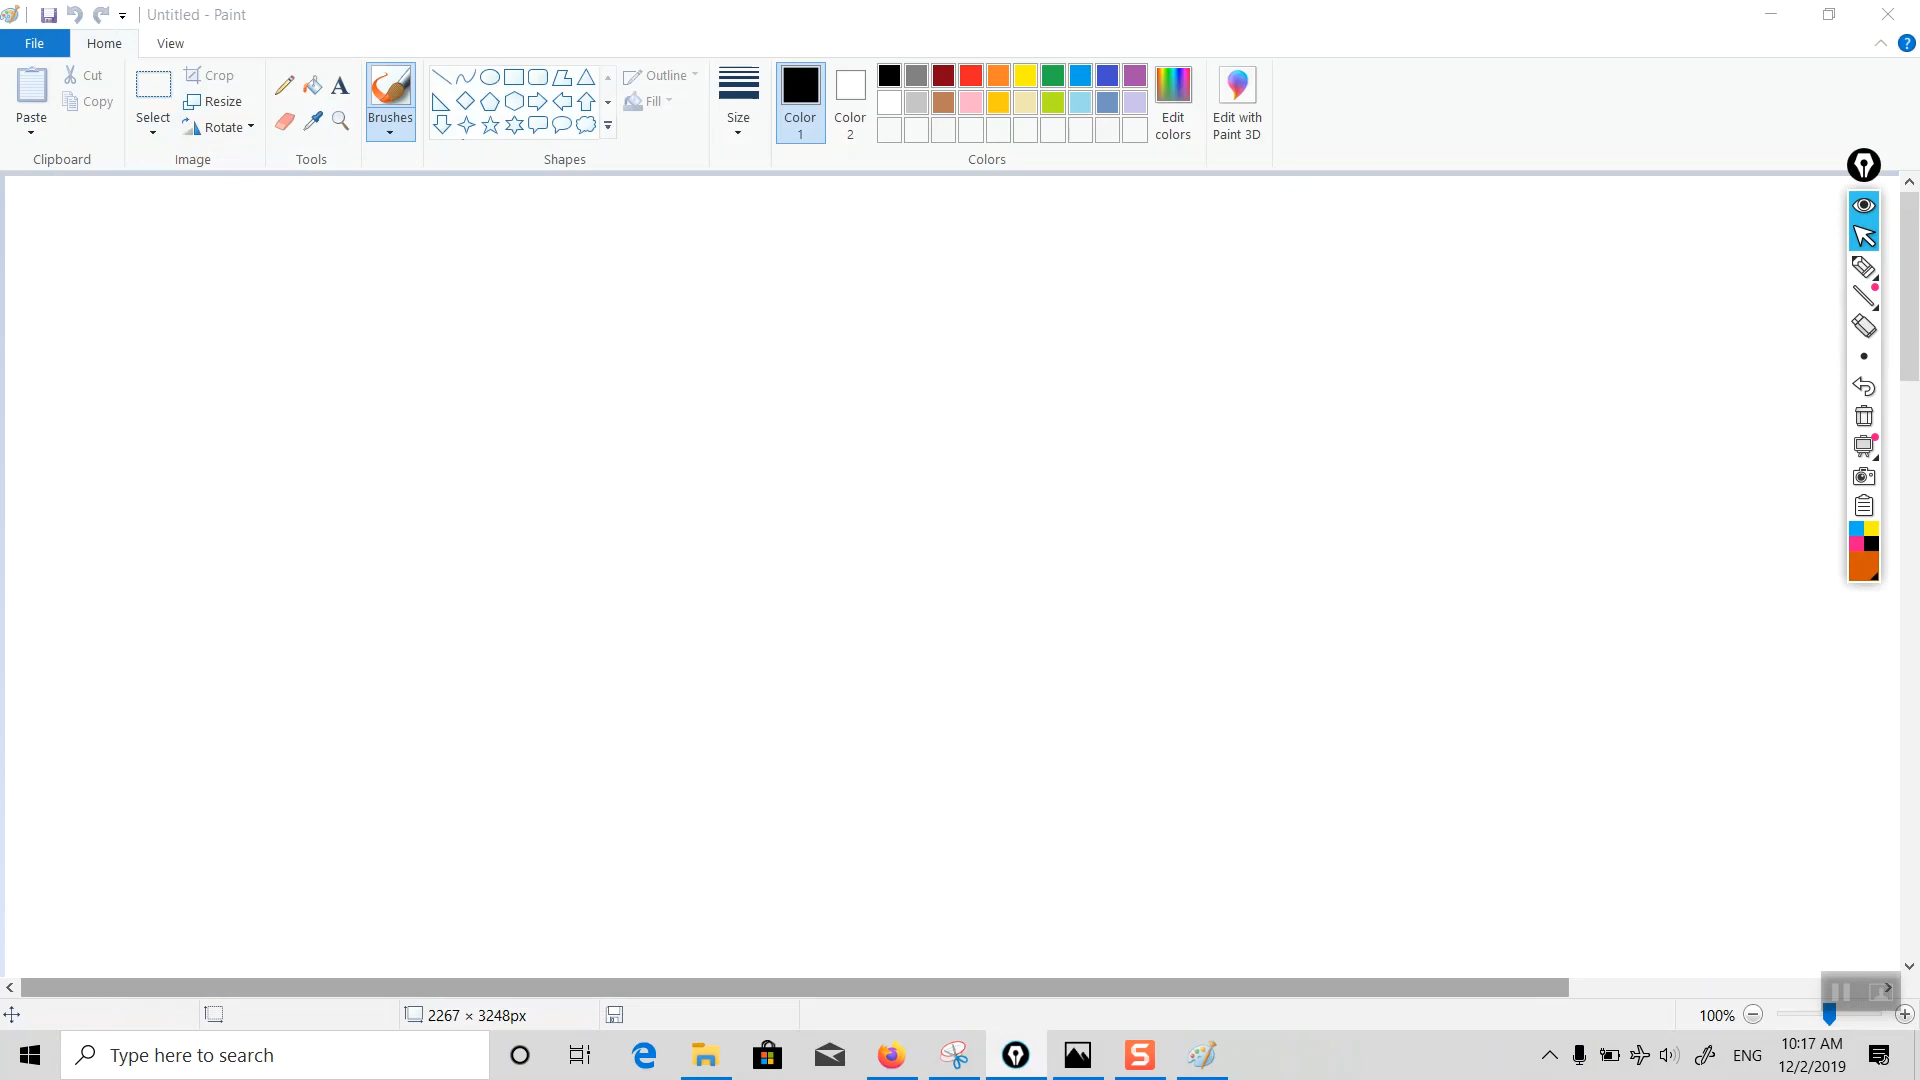 Untitled - Paint
File
Home
View
Paste
Cut
Copy
Clipboard
Select
Crop
Resize
Rotate
Image
Tools
Brushes
Shapes
Outline
Fill
Size
Color
1
Color
2
Colors
Edit
colors
Edit with
Paint 3D
2267 × 3248px
100%
Type here to search
ENG
10:17 AM
12/2/2019